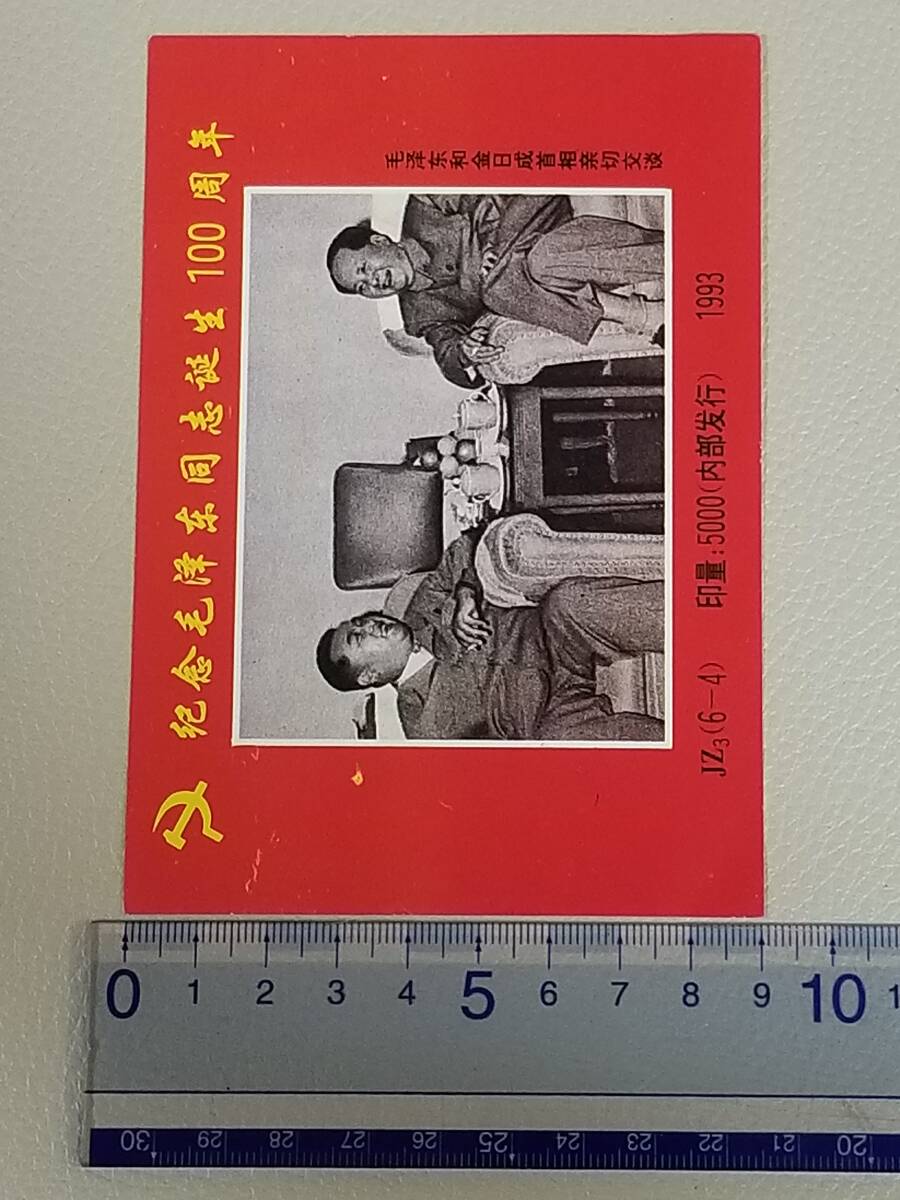 纪念毛泽东同志诞生100周年
毛泽东和金日成首相亲切交谈
JZ3(6-4) 印量:5000(内部发行) 1993
0 1 2 3 4 5 6 7 8 9 10 1
30 29 28 27 26 25 24 23 22 21 20